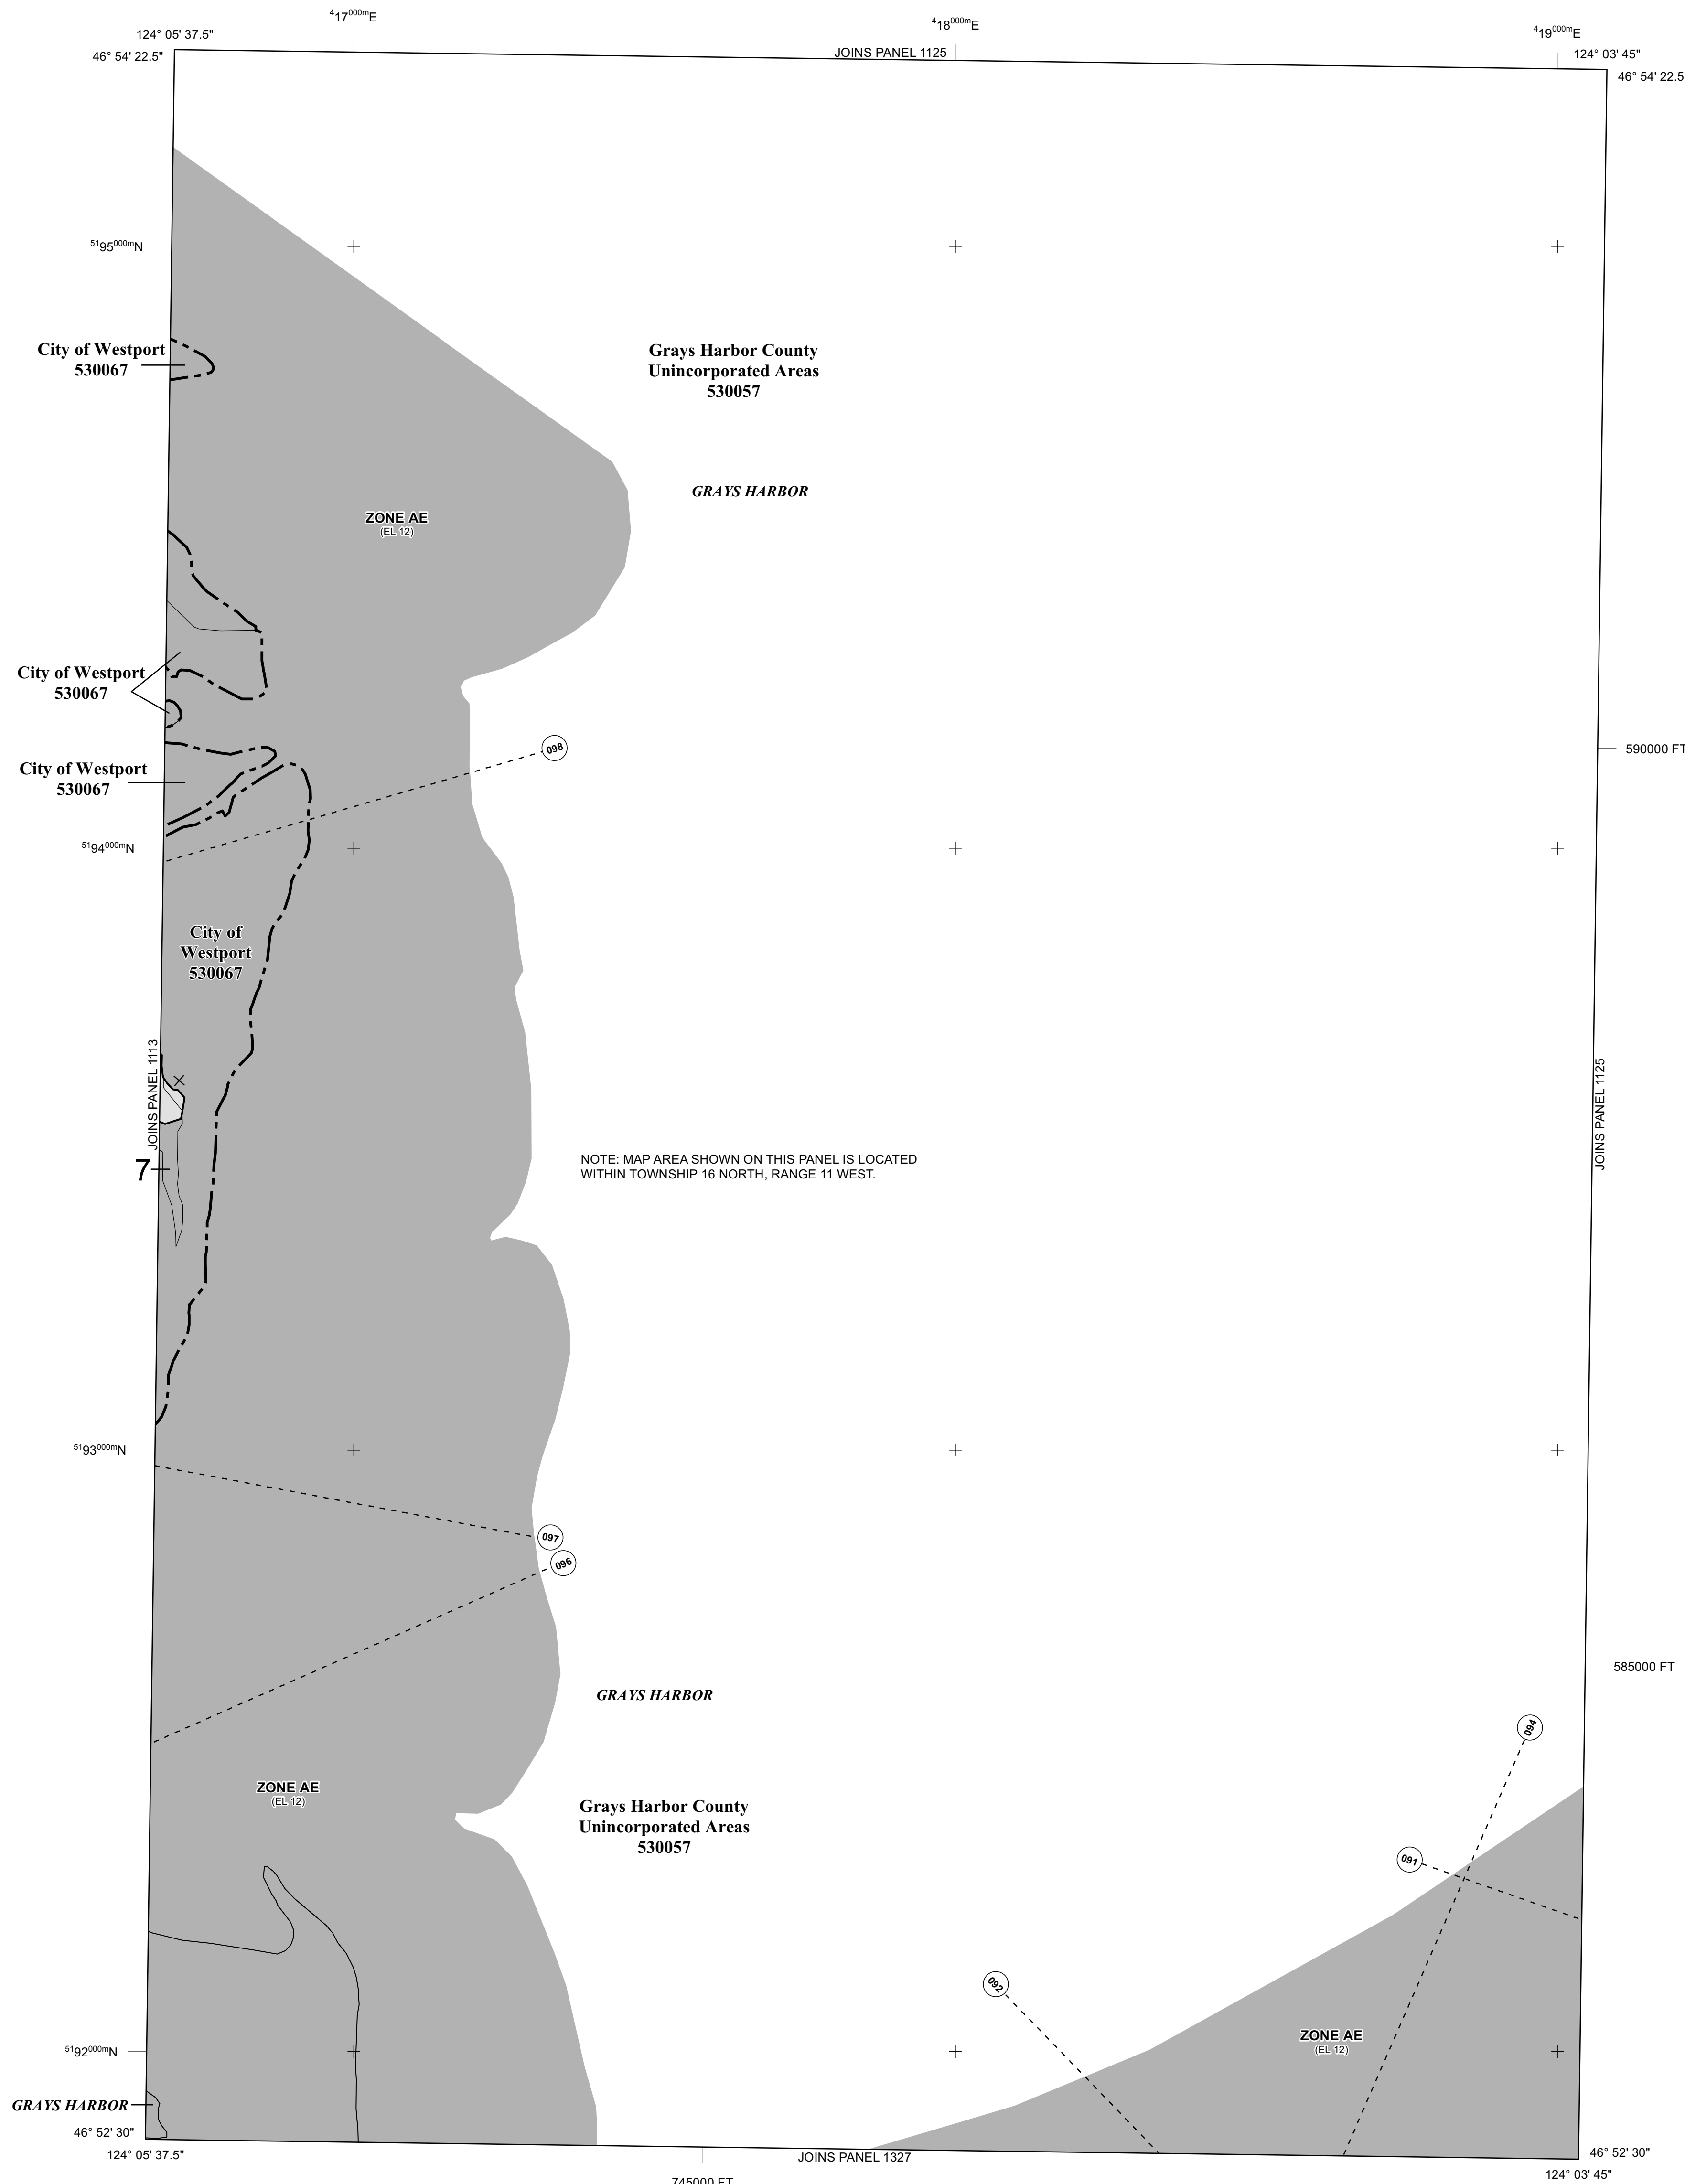 417000mE
418000mE
419000mE
124° 05' 37.5"
JOINS PANEL 1125
124° 03' 45"
46° 54' 22.5"
46° 54' 22.5"
5195000mN
City of Westport
530067
Grays Harbor County
Unincorporated Areas
530057
GRAYS HARBOR
ZONE AE
(EL 12)
City of Westport
530067
098
590000 FT
City of Westport
530067
5194000mN
City of
Westport
530067
JOINS PANEL 1113
JOINS PANEL 1125
7
NOTE: MAP AREA SHOWN ON THIS PANEL IS LOCATED
WITHIN TOWNSHIP 16 NORTH, RANGE 11 WEST.
5193000mN
097
096
585000 FT
GRAYS HARBOR
094
ZONE AE
(EL 12)
Grays Harbor County
Unincorporated Areas
530057
091
092
ZONE AE
(EL 12)
5192000mN
GRAYS HARBOR
46° 52' 30"
124° 05' 37.5"
JOINS PANEL 1327
46° 52' 30"
124° 03' 45"
745000 FT